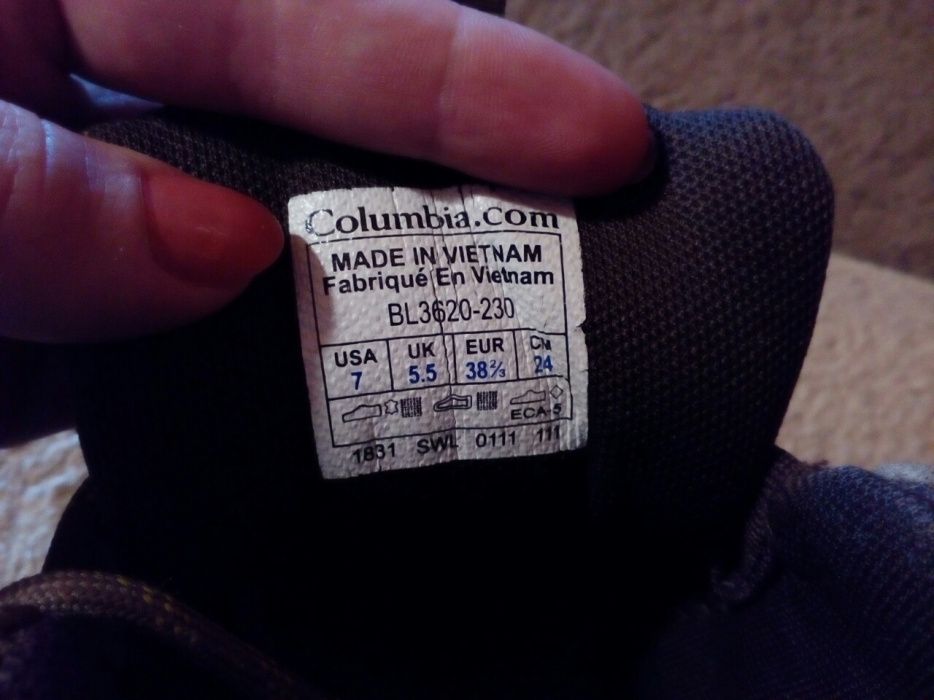 Columbia.com
MADE IN VIETNAM
Fabriqué En Vietnam
BL3620-230
USA UK EUR CM
7 5.5 38⅔ 24
ECA-5
1831 SWL 0111 111